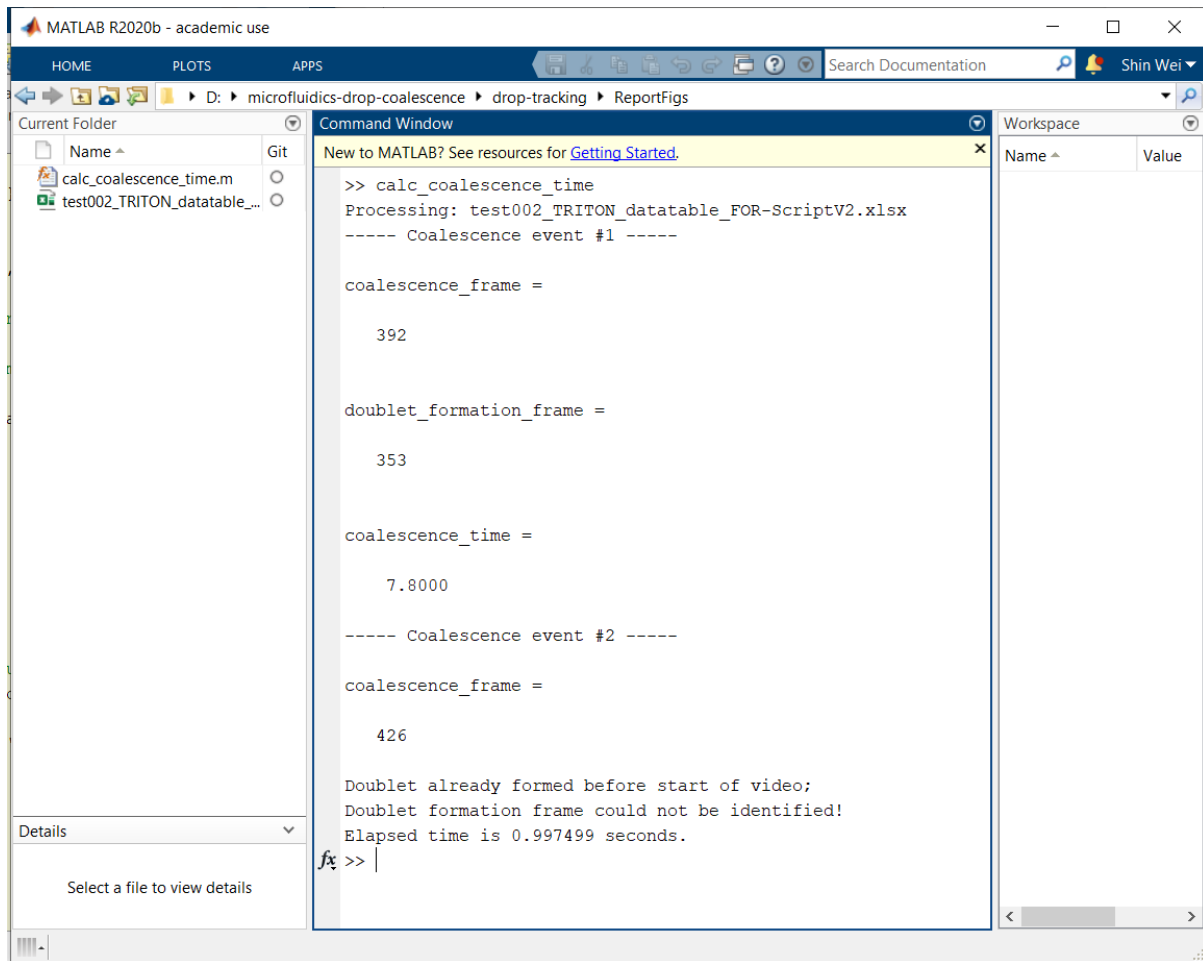 MATLAB R2020b - academic use
HOME PLOTS APPS Search Documentation Shin Wei
D: microfluidics-drop-coalescence drop-tracking ReportFigs
Current Folder
Name Git
calc_coalescence_time.m
test002_TRITON_datatable_...
Details
Select a file to view details
Command Window
New to MATLAB? See resources for Getting Started.
>> calc_coalescence_time
Processing: test002_TRITON_datatable_FOR-ScriptV2.xlsx
----- Coalescence event #1 -----
coalescence_frame =
392
doublet_formation_frame =
353
coalescence_time =
7.8000
----- Coalescence event #2 -----
coalescence_frame =
426
Doublet already formed before start of video;
Doublet formation frame could not be identified!
Elapsed time is 0.997499 seconds.
fx >>
Workspace
Name Value